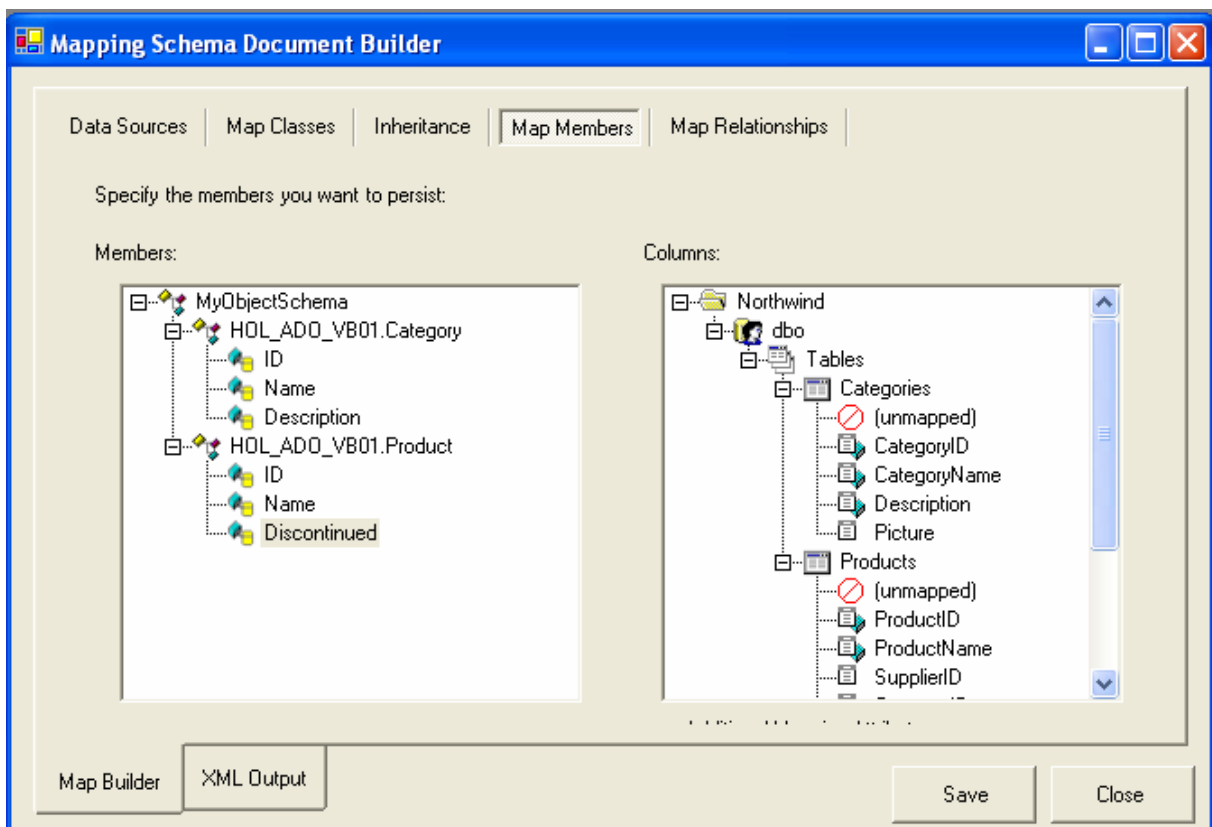 Mapping Schema Document Builder
Data Sources Map Classes Inheritance Map Members Map Relationships
Specify the members you want to persist:
Members:
MyObjectSchema
HOL_ADO_VB01.Category
ID
Name
Description
HOL_ADO_VB01.Product
ID
Name
Discontinued
Columns:
Northwind
dbo
Tables
Categories
(unmapped)
CategoryID
CategoryName
Description
Picture
Products
(unmapped)
ProductID
ProductName
SupplierID
Map Builder XML Output
Save Close